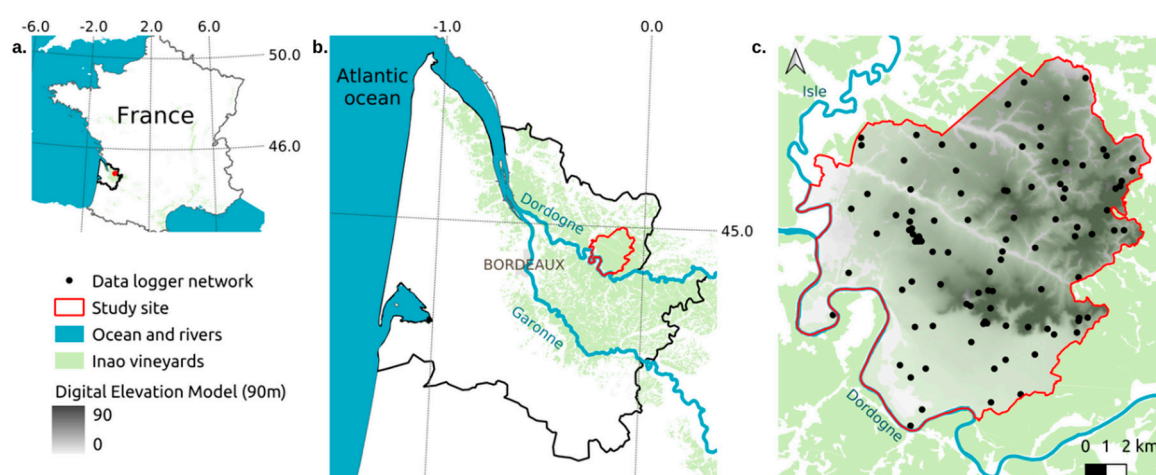 a.
-6.0
-2.0
2.0
6.0
50.0
46.0
France
Data logger network
Study site
Ocean and rivers
Inao vineyards
Digital Elevation Model (90m)
90
0
b.
-1.0
0.0
45.0
Atlantic
ocean
Dordogne
BORDEAUX
Garonne
c.
Isle
Dordogne
0 1 2 km